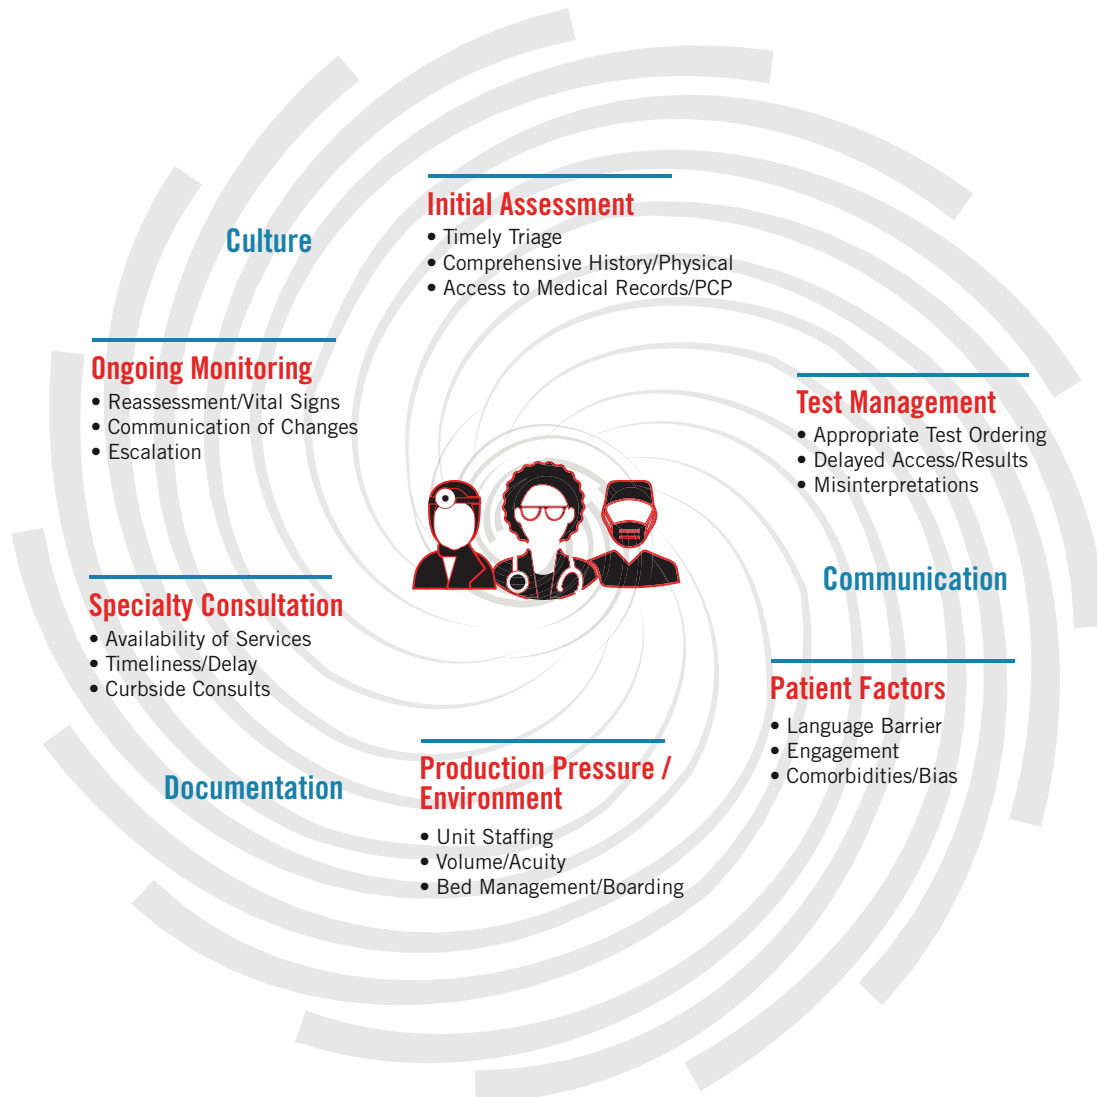 Initial Assessment
• Timely Triage
• Comprehensive History/Physical
• Access to Medical Records/PCP
Culture
Ongoing Monitoring
• Reassessment/Vital Signs
• Communication of Changes
• Escalation
Test Management
• Appropriate Test Ordering
• Delayed Access/Results
• Misinterpretations
Communication
Specialty Consultation
• Availability of Services
• Timeliness/Delay
• Curbside Consults
Patient Factors
• Language Barrier
• Engagement
• Comorbidities/Bias
Documentation
Production Pressure /
Environment
• Unit Staffing
• Volume/Acuity
• Bed Management/Boarding